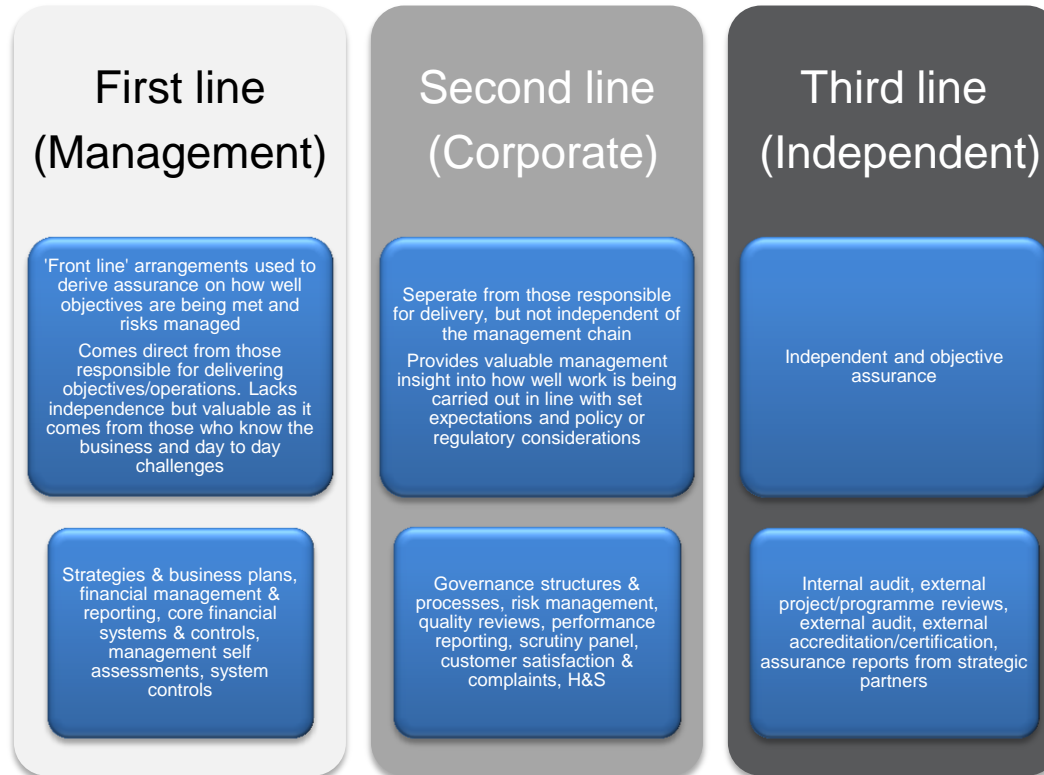 First line
(Management)
'Front line' arrangements used to
derive assurance on how well
objectives are being met and
risks managed
Comes direct from those
responsible for delivering
objectives/operations. Lacks
independence but valuable as it
comes from those who know the
business and day to day
challenges
Strategies & business plans,
financial management &
reporting, core financial
systems & controls,
management self
assessments, system
controls
Second line
(Corporate)
Seperate from those responsible
for delivery, but not independent of
the management chain
Provides valuable management
insight into how well work is being
carried out in line with set
expectations and policy or
regulatory considerations
Governance structures &
processes, risk management,
quality reviews, performance
reporting, scrutiny panel,
customer satisfaction &
complaints, H&S
Third line
(Independent)
Independent and objective
assurance
Internal audit, external
project/programme reviews,
external audit, external
accreditation/certification,
assurance reports from strategic
partners